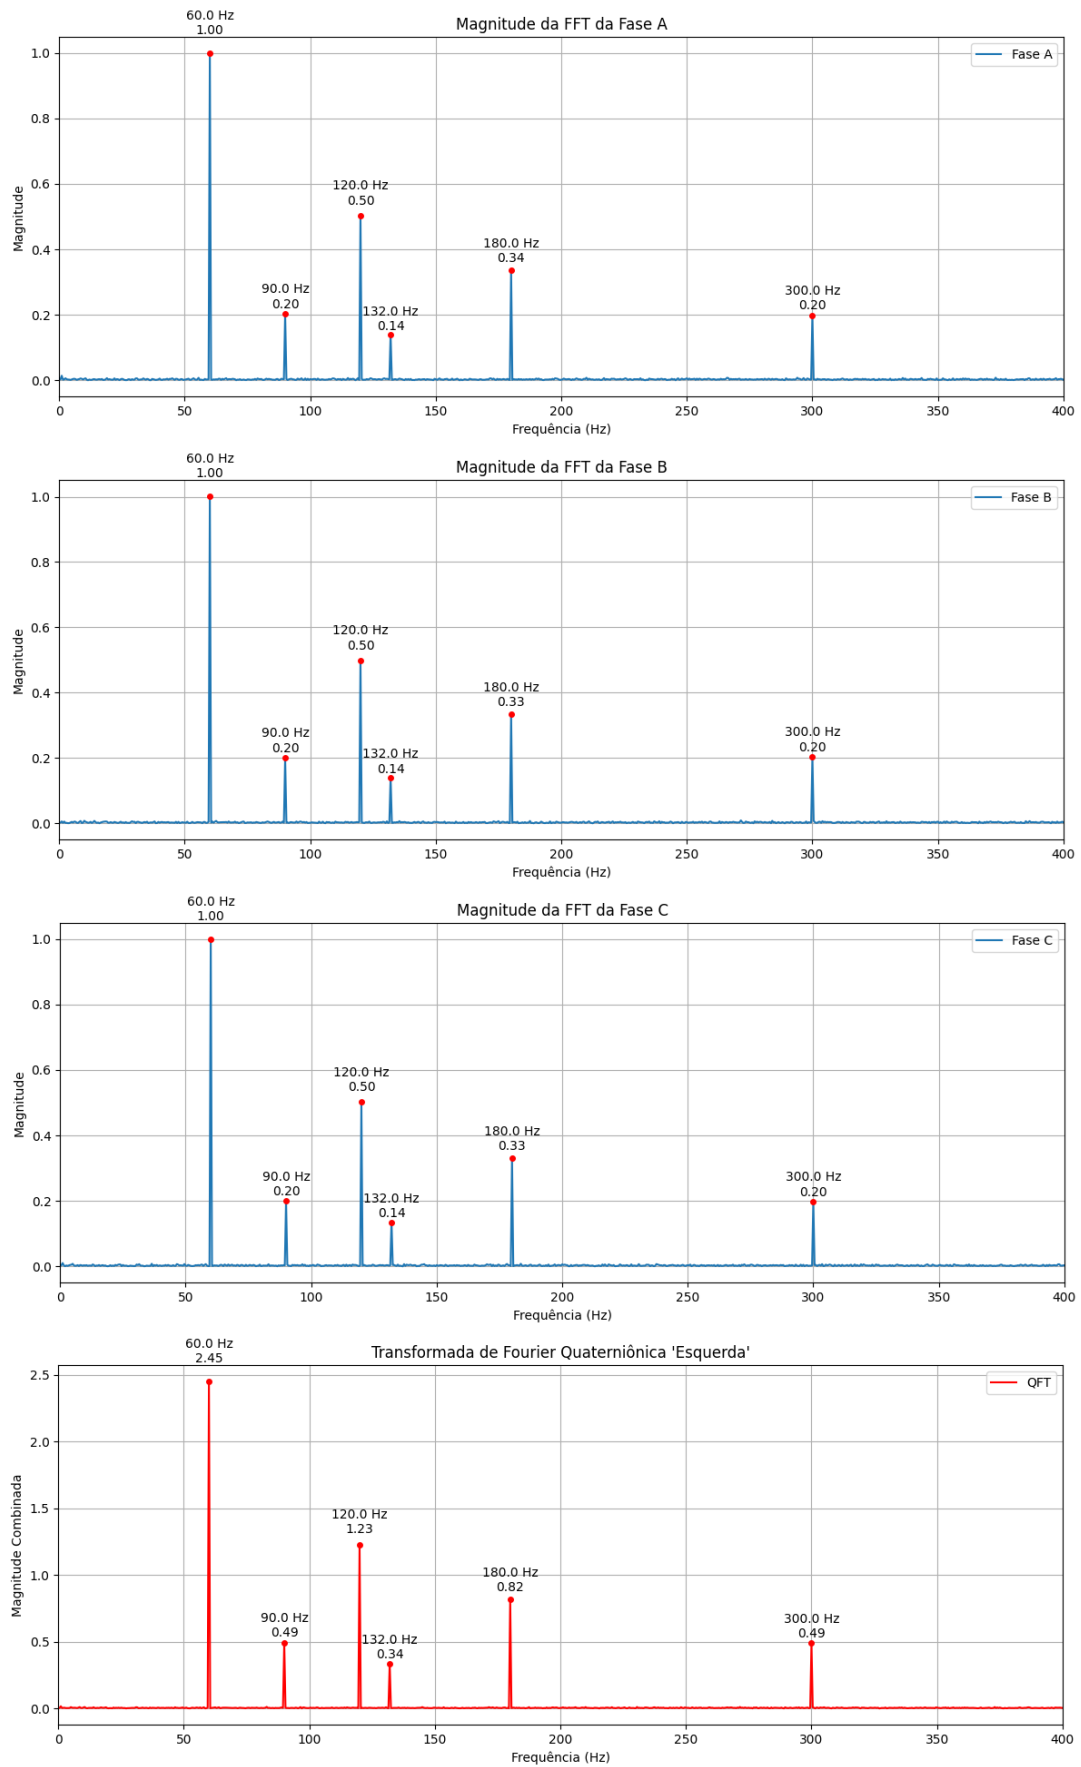 Magnitude da FFT da Fase A
60.0 Hz
1.00
Fase A
1.0
0.8
120.0 Hz
0.50
0.6
180.0 Hz
0.34
0.4
90.0 Hz
0.20
132.0 Hz
0.14
300.0 Hz
0.20
0.2
0.0
Magnitude
0 50 100 150 200 250 300 350 400
Frequência (Hz)
Magnitude da FFT da Fase B
60.0 Hz
1.00
Fase B
1.0
0.8
120.0 Hz
0.50
0.6
180.0 Hz
0.33
0.4
90.0 Hz
0.20
132.0 Hz
0.14
300.0 Hz
0.20
0.2
0.0
Magnitude
0 50 100 150 200 250 300 350 400
Frequência (Hz)
Magnitude da FFT da Fase C
60.0 Hz
1.00
Fase C
1.0
0.8
120.0 Hz
0.50
0.6
180.0 Hz
0.33
0.4
90.0 Hz
0.20
132.0 Hz
0.14
300.0 Hz
0.20
0.2
0.0
Magnitude
0 50 100 150 200 250 300 350 400
Frequência (Hz)
Transformada de Fourier Quaterniônica 'Esquerda'
60.0 Hz
2.45
QFT
2.5
2.0
120.0 Hz
1.23
1.5
180.0 Hz
0.82
1.0
90.0 Hz
0.49
132.0 Hz
0.34
300.0 Hz
0.49
0.5
0.0
Magnitude Combinada
0 50 100 150 200 250 300 350 400
Frequência (Hz)